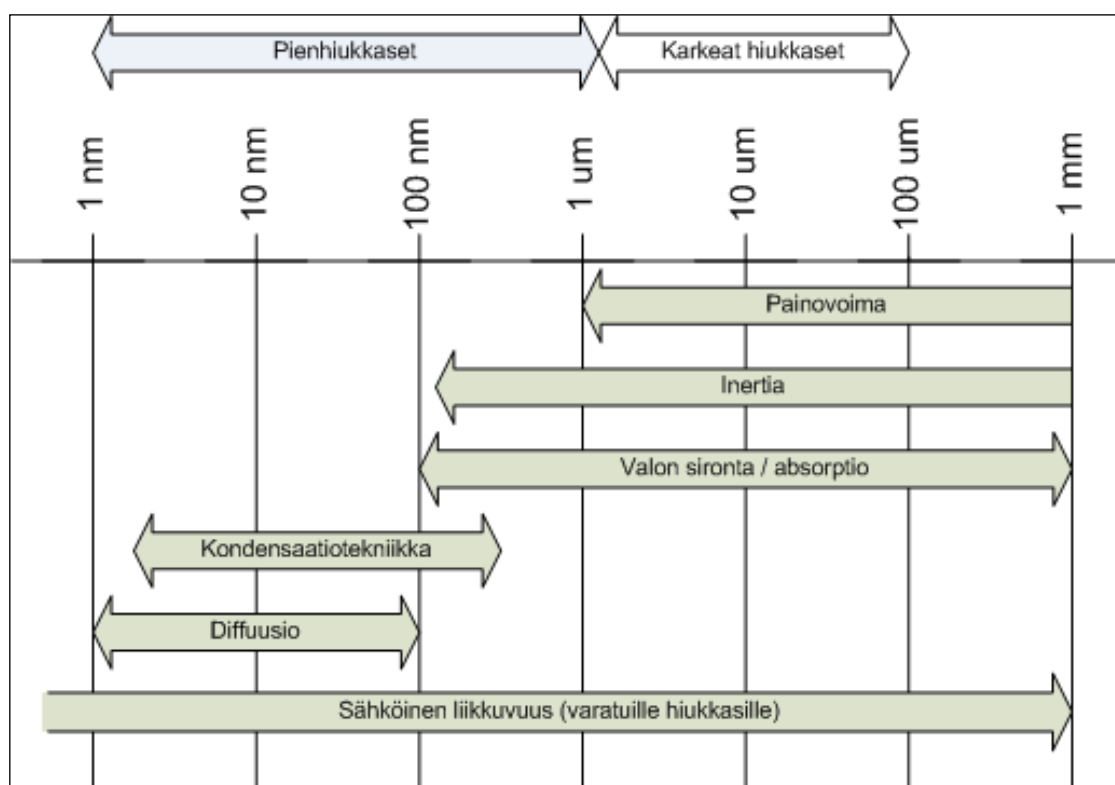 Pienhiukkaset
Karkeat hiukkaset
1 nm
10 nm
100 nm
1 um
10 um
100 um
1 mm
Painovoima
Inertia
Valon sironta / absorptio
Kondensaatiotekniikka
Diffuusio
Sähköinen liikkuvuus (varatuille hiukkasille)